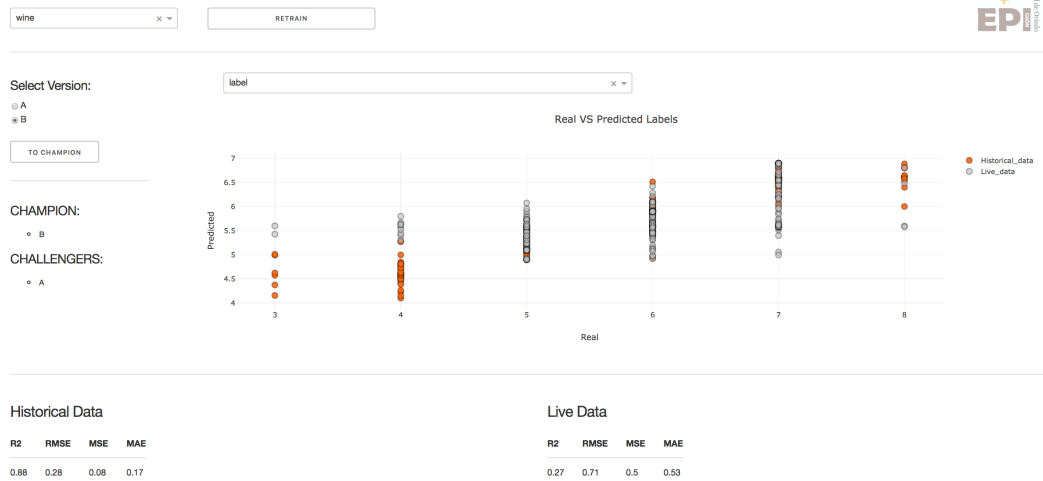 wine
RETRAIN
EPI
de Oviedo
Select Version:
A
B
TO CHAMPION
CHAMPION:
B
CHALLENGERS:
A
label
Real VS Predicted Labels
7
6.5
6
5.5
5
4.5
4
Predicted
3 4 5 6 7 8
Real
Historical_data
Live_data
Historical Data
R2 RMSE MSE MAE
0.88 0.28 0.08 0.17
Live Data
R2 RMSE MSE MAE
0.27 0.71 0.5 0.53